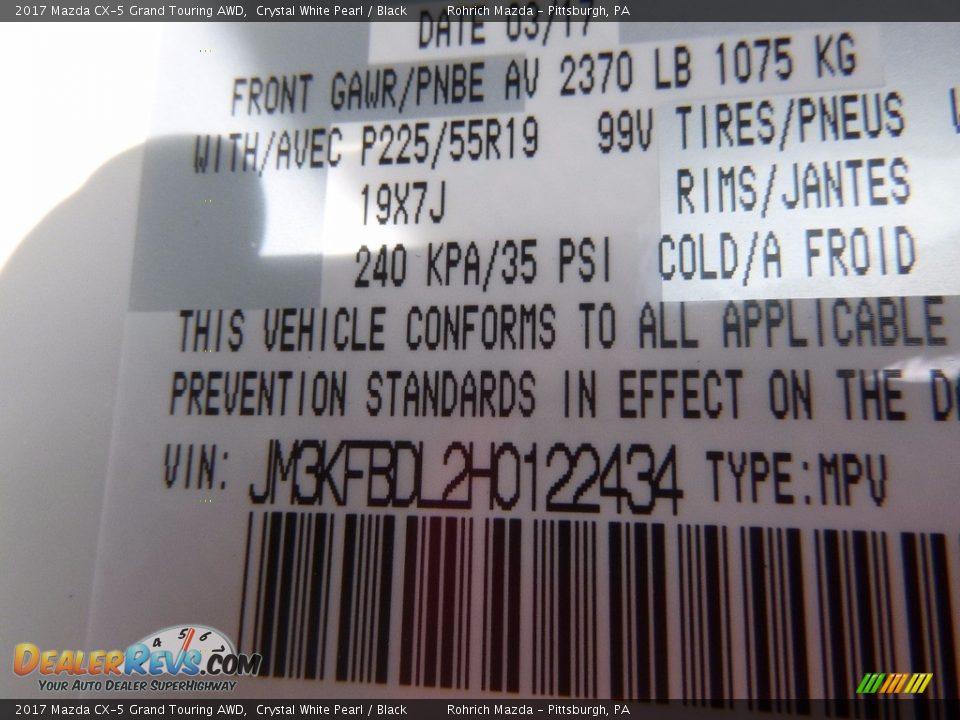 2017 Mazda CX-5 Grand Touring AWD,  Crystal White Pearl / Black  Rohrich Mazda - Pittsburgh, PA
DATE 03/17
FRONT GAWR/PNBE AV 2370 LB 1075 KG
WITH/AVEC P225/55R19 99V TIRES/PNEUS
19X7J RIMS/JANTES
240 KPA/35 PSI COLD/A FROID
THIS VEHICLE CONFORMS TO ALL APPLICABLE
PREVENTION STANDARDS IN EFFECT ON THE
VIN: JM3KFBDL2H0122434 TYPE:MPV
4 5 6
DEALERREVS.COM
YOUR AUTO DEALER SUPERHIGHWAY
2017 Mazda CX-5 Grand Touring AWD,  Crystal White Pearl / Black  Rohrich Mazda - Pittsburgh, PA